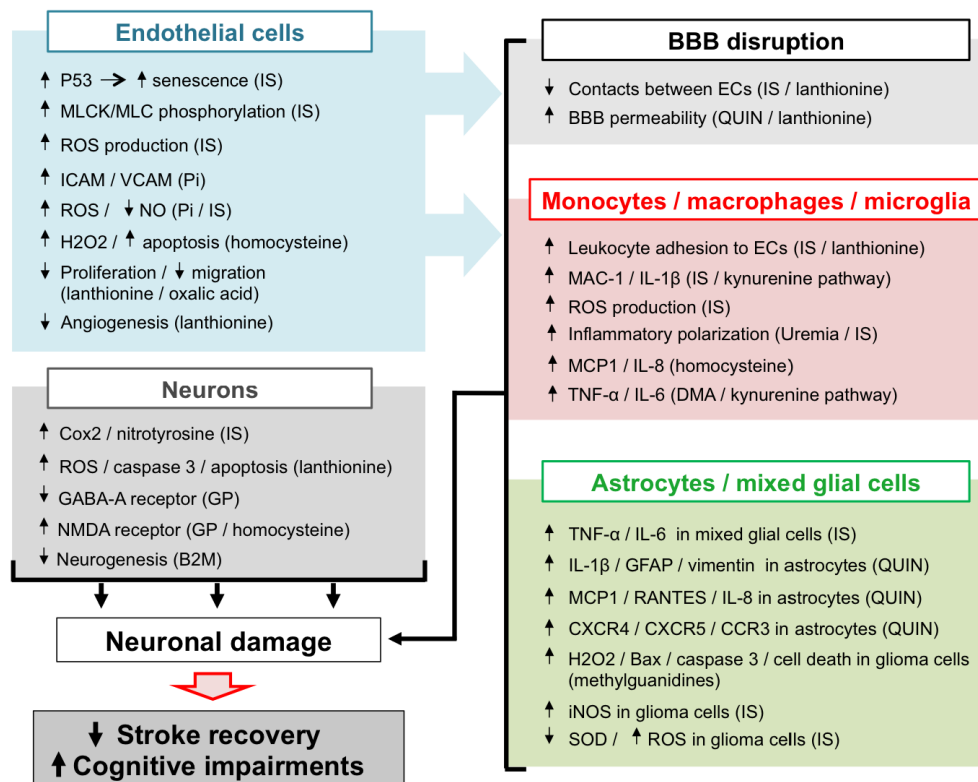 Endothelial cells
↑ P53 → ↑ senescence (IS)
↑ MLCK/MLC phosphorylation (IS)
↑ ROS production (IS)
↑ ICAM / VCAM (Pi)
↑ ROS / ↓ NO (Pi / IS)
↑ H2O2 / ↑ apoptosis (homocysteine)
↓ Proliferation / ↓ migration
(lanthionine / oxalic acid)
↓ Angiogenesis (lanthionine)
Neurons
↑ Cox2 / nitrotyrosine (IS)
↑ ROS / caspase 3 / apoptosis (lanthionine)
↓ GABA-A receptor (GP)
↑ NMDA receptor (GP / homocysteine)
↓ Neurogenesis (B2M)
Neuronal damage
↓ Stroke recovery
↑ Cognitive impairments
BBB disruption
↓ Contacts between ECs (IS / lanthionine)
↑ BBB permeability (QUIN / lanthionine)
Monocytes / macrophages / microglia
↑ Leukocyte adhesion to ECs (IS / lanthionine)
↑ MAC-1 / IL-1β (IS / kynurenine pathway)
↑ ROS production (IS)
↑ Inflammatory polarization (Uremia / IS)
↑ MCP1 / IL-8 (homocysteine)
↑ TNF-α / IL-6 (DMA / kynurenine pathway)
Astrocytes / mixed glial cells
↑ TNF-α / IL-6 in mixed glial cells (IS)
↑ IL-1β / GFAP / vimentin in astrocytes (QUIN)
↑ MCP1 / RANTES / IL-8 in astrocytes (QUIN)
↑ CXCR4 / CXCR5 / CCR3 in astrocytes (QUIN)
↑ H2O2 / Bax / caspase 3 / cell death in glioma cells
(methylguanidines)
↑ iNOS in glioma cells (IS)
↓ SOD / ↑ ROS in glioma cells (IS)